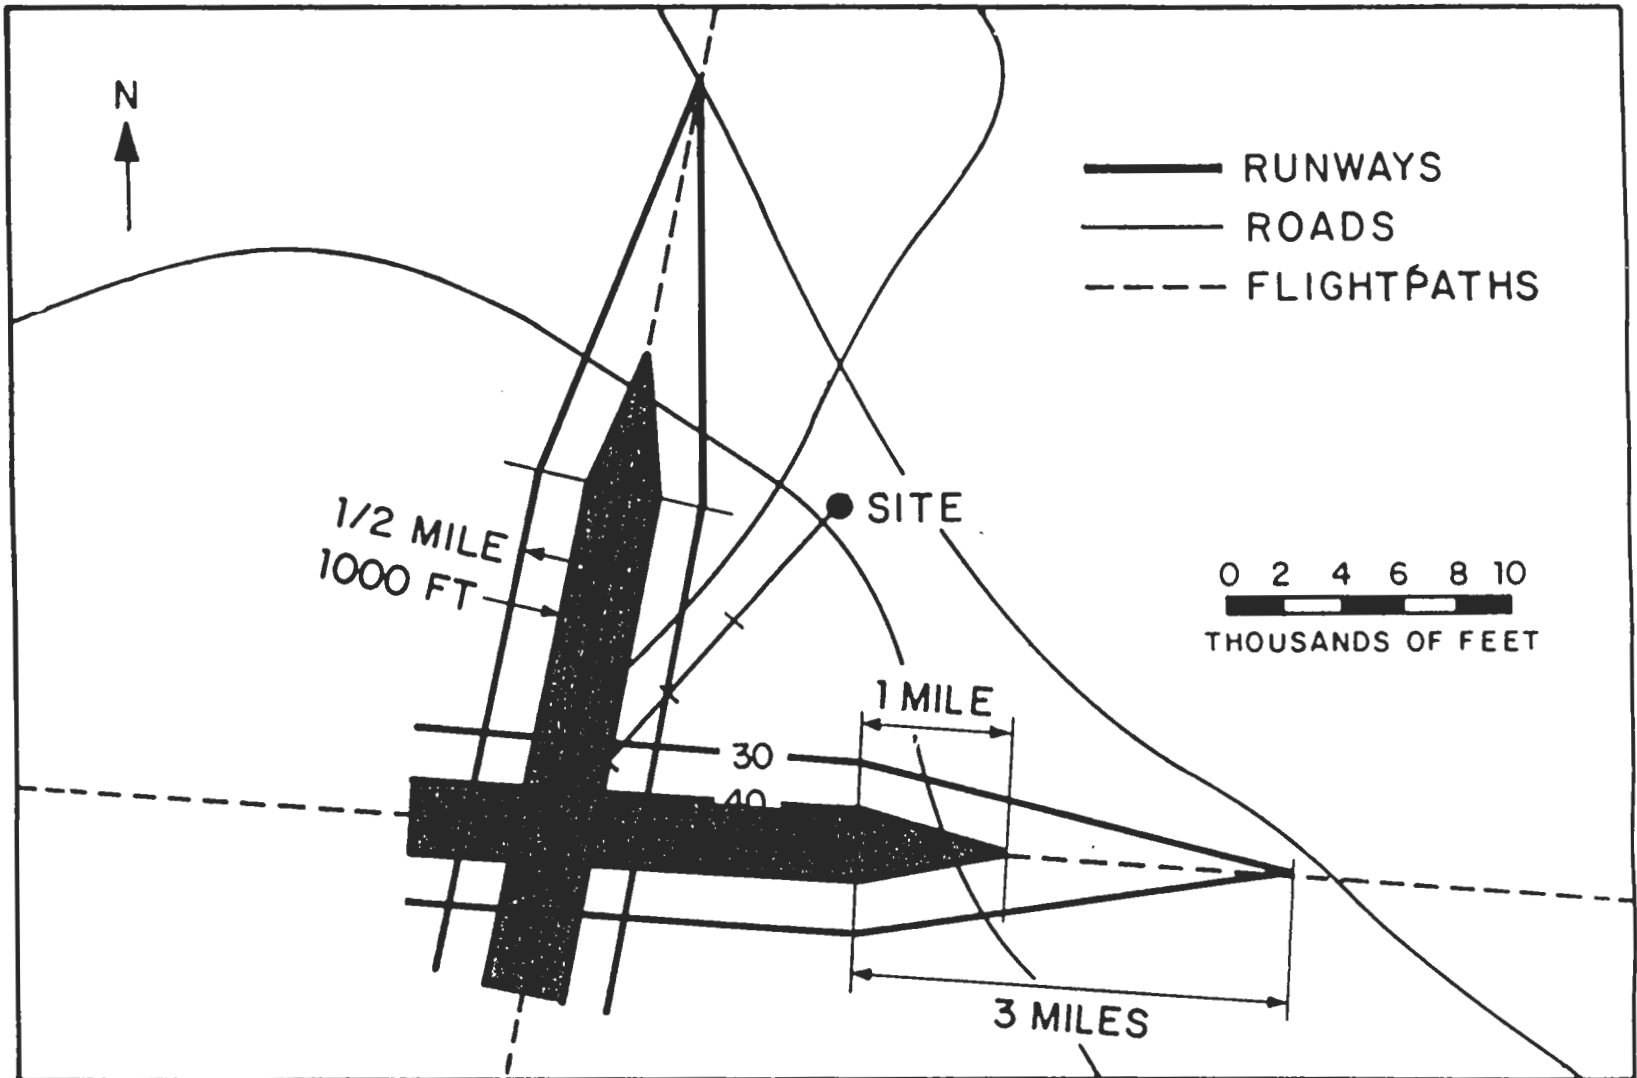 N
RUNWAYS
ROADS
FLIGHTPATHS
1/2 MILE
1000 FT
SITE
0 2 4 6 8 10
THOUSANDS OF FEET
1 MILE
30
40
3 MILES